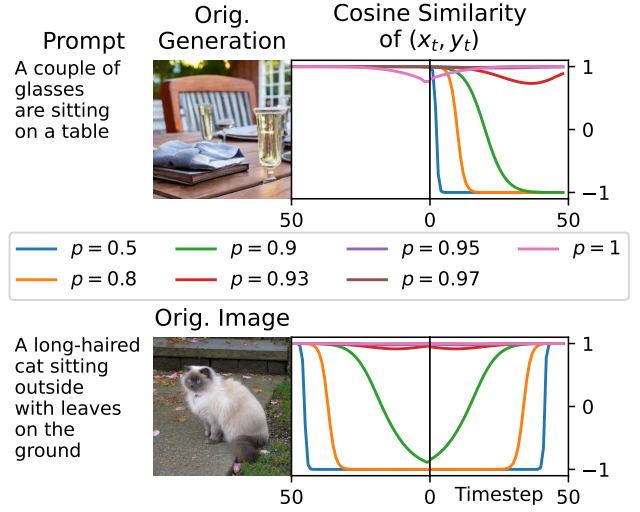 Prompt
Orig.
Generation
Cosine Similarity
of (x_t, y_t)
A couple of
glasses
are sitting
on a table
1
0
−1
50
0
50
p = 0.5
p = 0.9
p = 0.95
p = 1
p = 0.8
p = 0.93
p = 0.97
Orig. Image
A long-haired
cat sitting
outside
with leaves
on the
ground
1
0
−1
50
0
Timestep
50